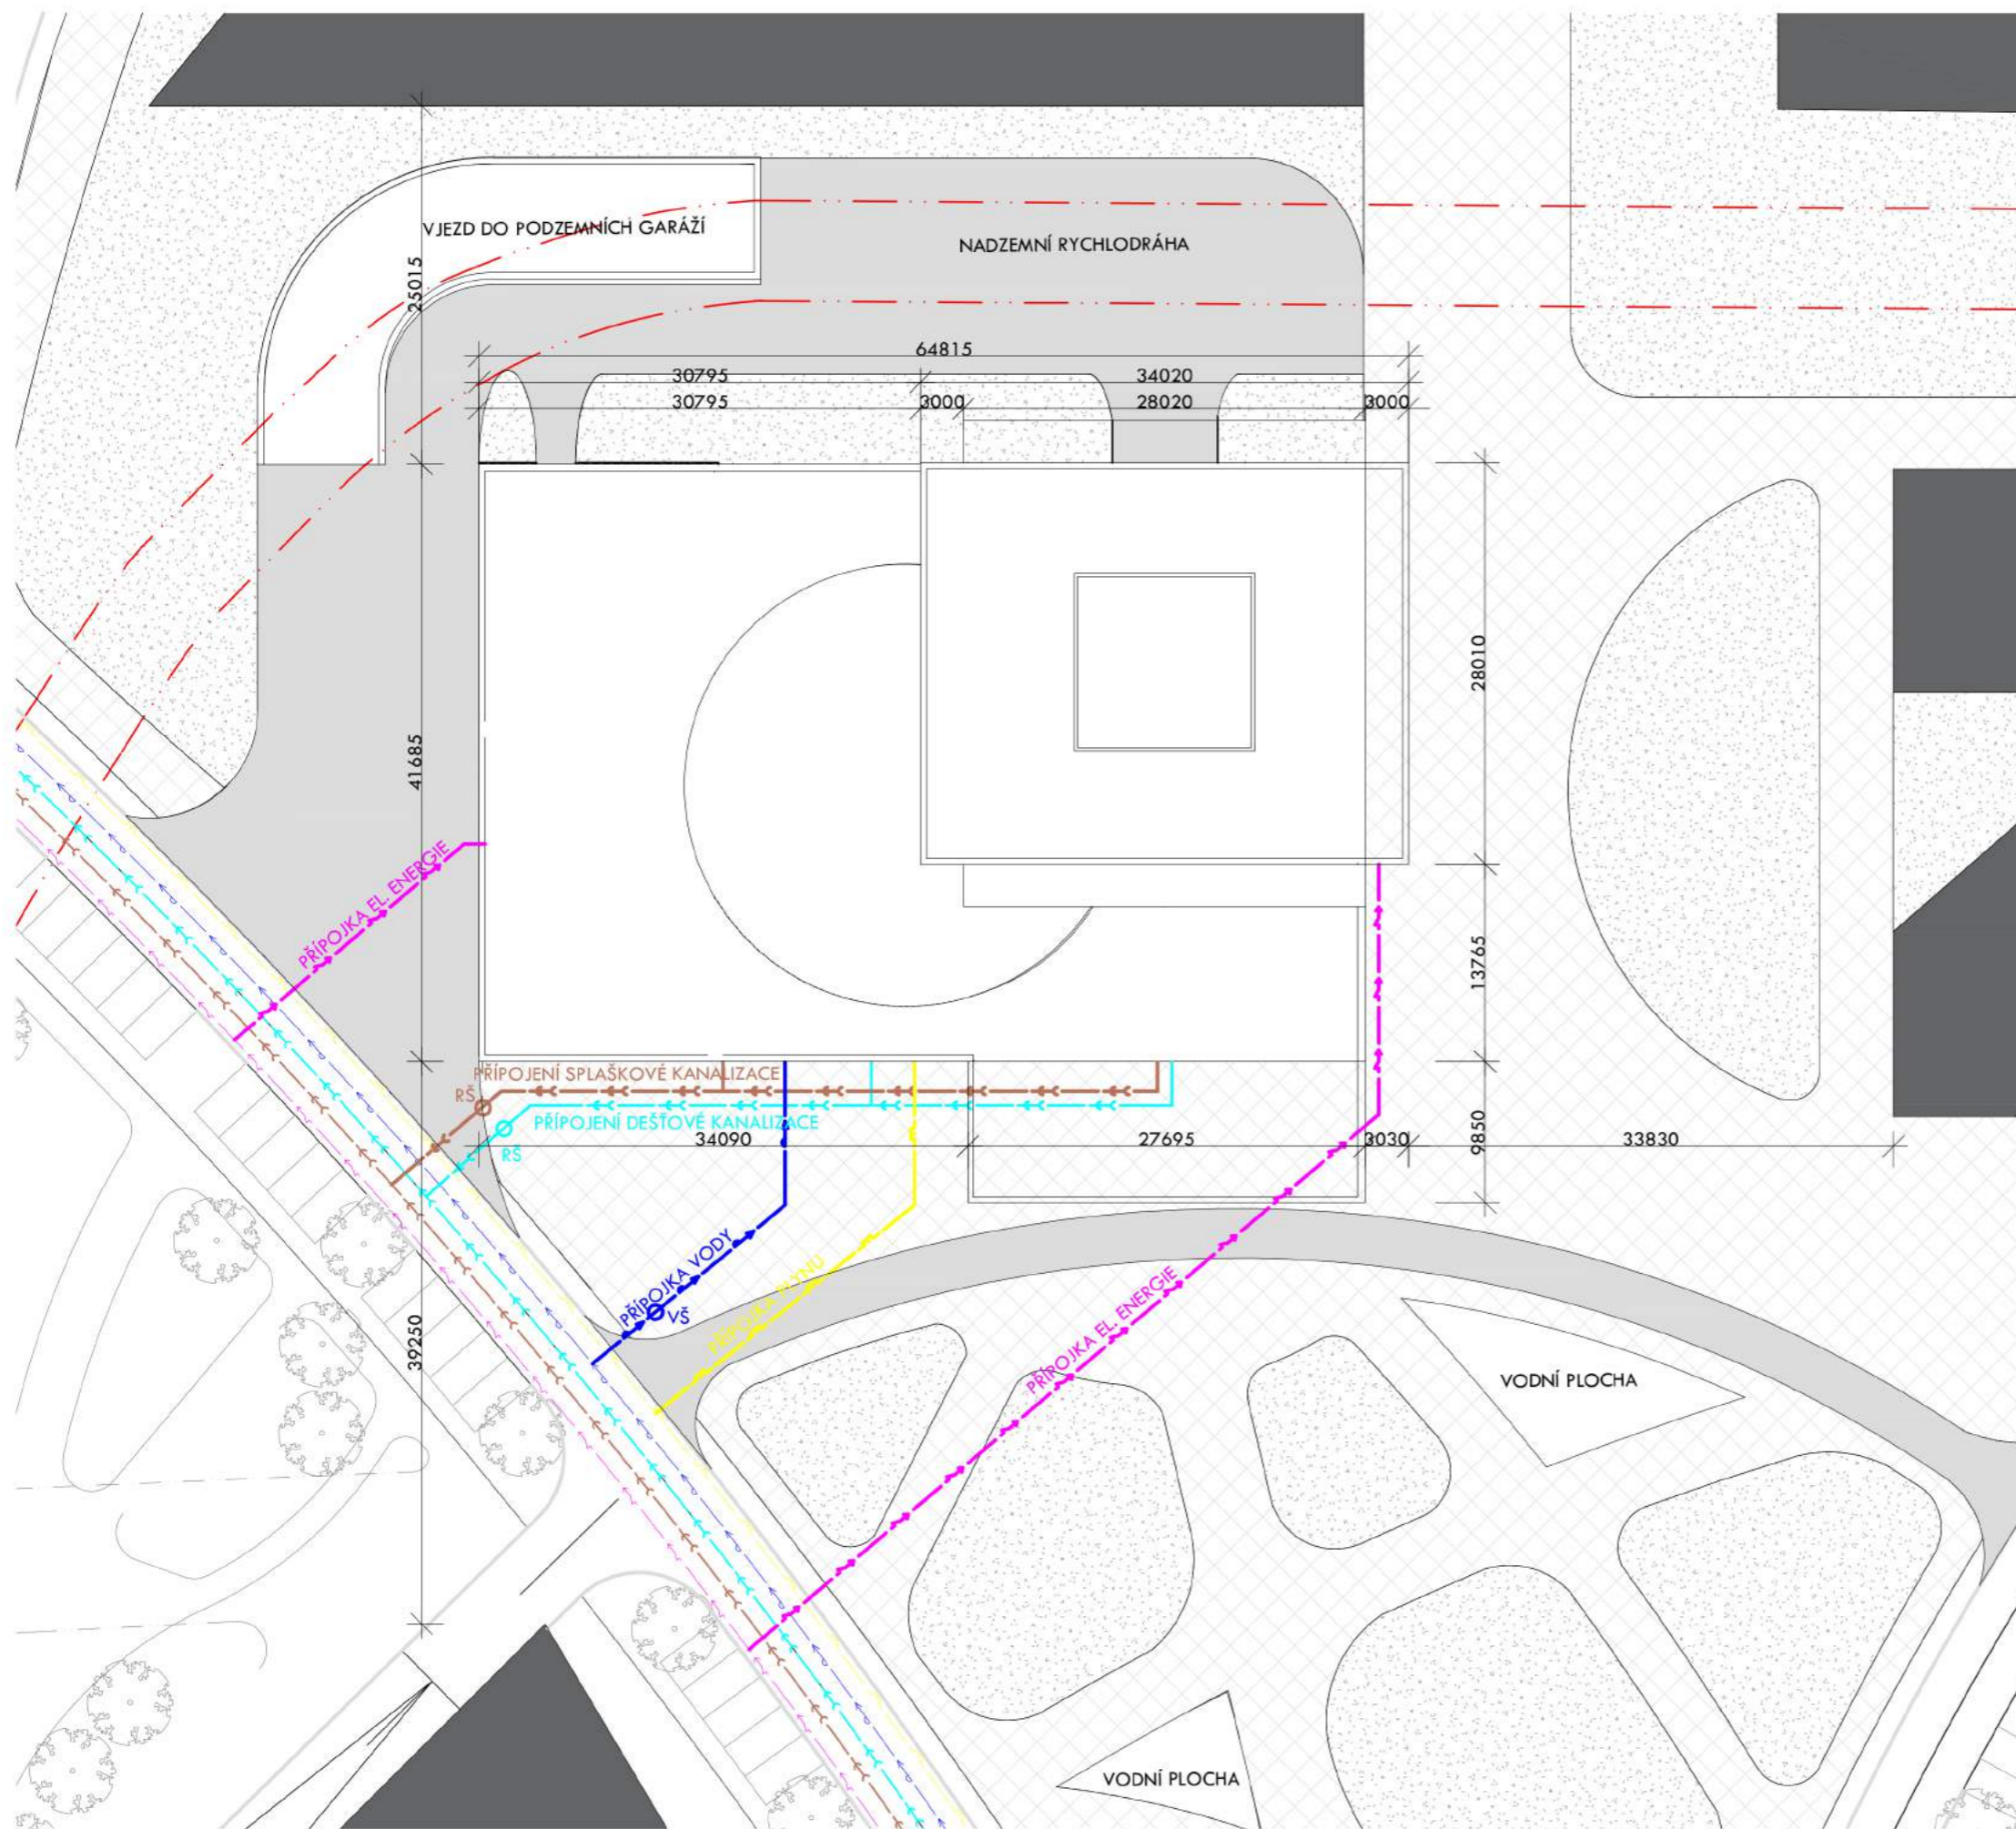 VJEZD DO PODZEMNÍCH GARÁŽÍ
NADZEMNÍ RYCHLODRÁHA
25015
64815
30795
34020
30795
3000
28020
3000
28010
41685
PŘÍPOJKA EL. ENERGIE
13765
PŘÍPOJENÍ SPLAŠKOVÉ KANALIZACE
RŠ
PŘÍPOJENÍ DEŠŤOVÉ KANALIZACE
RŠ
34090
27695
3030
9850
33830
PŘÍPOJKA VODY
VŠ
PŘÍPOJKA PLYNU
PŘÍROJKA EL. ENERGIE
39250
VODNÍ PLOCHA
VODNÍ PLOCHA